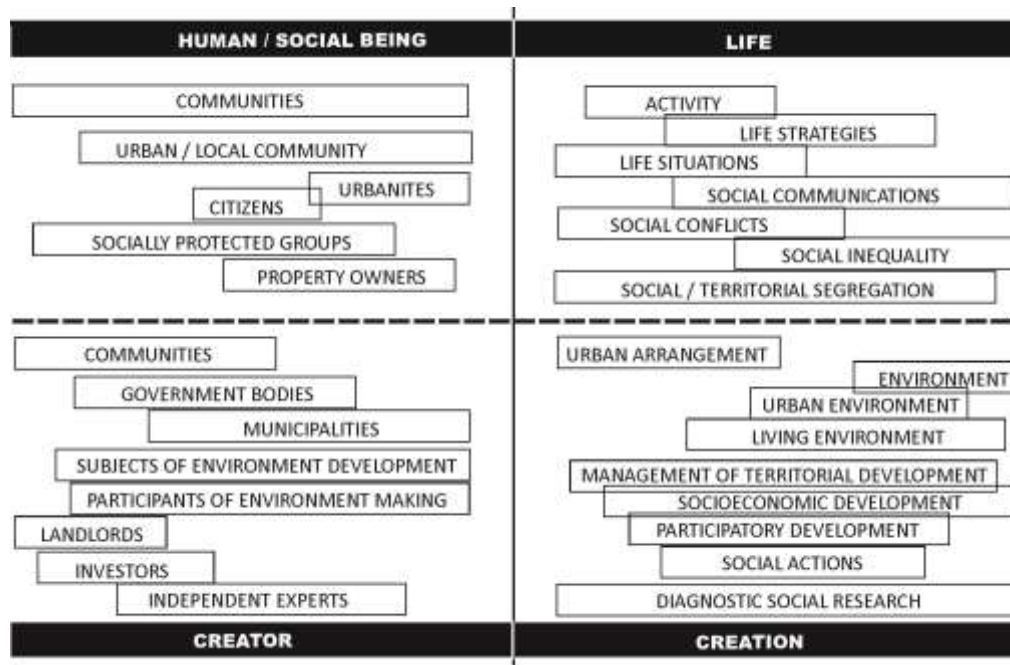 HUMAN / SOCIAL BEING
COMMUNITIES
URBAN / LOCAL COMMUNITY
URBANITES
CITIZENS
SOCIALLY PROTECTED GROUPS
PROPERTY OWNERS
LIFE
ACTIVITY
LIFE STRATEGIES
LIFE SITUATIONS
SOCIAL COMMUNICATIONS
SOCIAL CONFLICTS
SOCIAL INEQUALITY
SOCIAL / TERRITORIAL SEGREGATION
COMMUNITIES
GOVERNMENT BODIES
MUNICIPALITIES
SUBJECTS OF ENVIRONMENT DEVELOPMENT
PARTICIPANTS OF ENVIRONMENT MAKING
LANDLORDS
INVESTORS
INDEPENDENT EXPERTS
CREATOR
URBAN ARRANGEMENT
ENVIRONMENT
URBAN ENVIRONMENT
LIVING ENVIRONMENT
MANAGEMENT OF TERRITORIAL DEVELOPMENT
SOCIOECONOMIC DEVELOPMENT
PARTICIPATORY DEVELOPMENT
SOCIAL ACTIONS
DIAGNOSTIC SOCIAL RESEARCH
CREATION